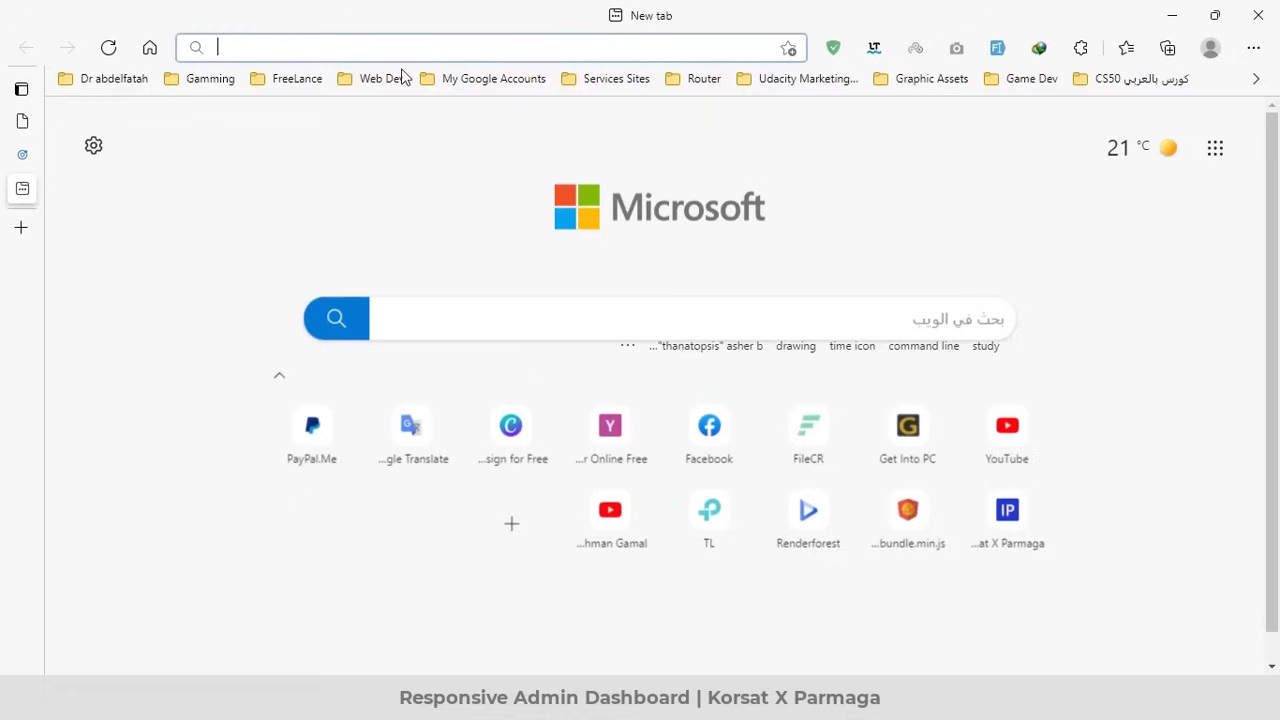 New tab
LT
Dr abdelfatah
Gamming
FreeLance
Web De
My Google Accounts
Services Sites
Router
Udacity Marketing...
Graphic Assets
Game Dev
CS50 كورس بالعربي
21 °C
Microsoft
بحث في الويب
... "thanatopsis" asher b... drawing time icon command line study
PayPal.Me
...gle Translate
...sign for Free
...r Online Free
Facebook
FileCR
Get Into PC
YouTube
...hman Gamal
TL
Renderforest
...bundle.min.js
IP
...at X Parmaga
Responsive Admin Dashboard | Korsat X Parmaga